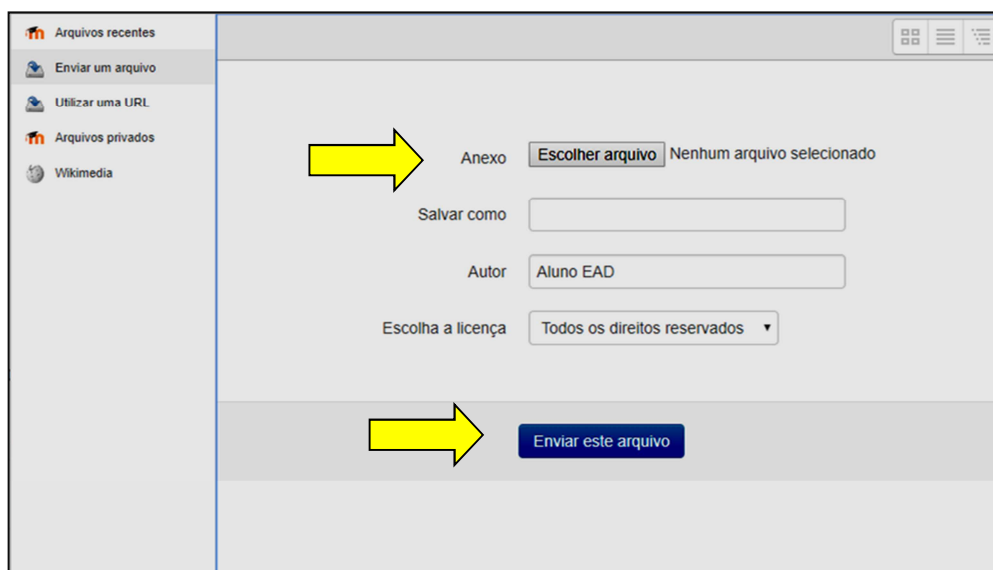 Arquivos recentes
Enviar um arquivo
Utilizar uma URL
Arquivos privados
Wikimedia
Anexo Escolher arquivo Nenhum arquivo selecionado
Salvar como
Autor Aluno EAD
Escolha a licença Todos os direitos reservados
Enviar este arquivo